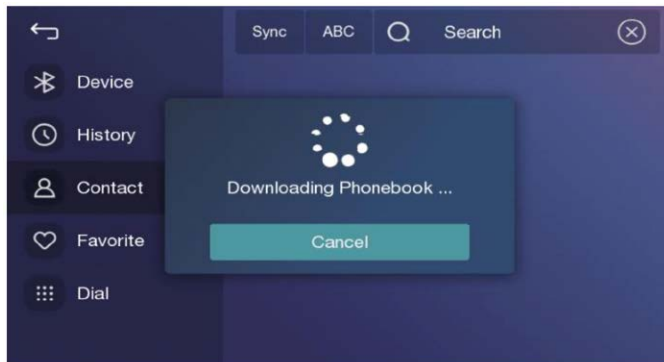 Sync ABC Search
Device
History
Contact
Favorite
Dial
Downloading Phonebook ...
Cancel